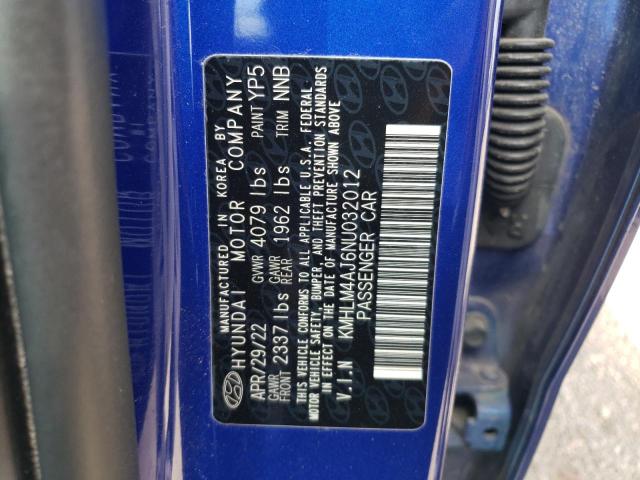 MANUFACTURED IN KOREA BY
HYUNDAI MOTOR COMPANY
APR/29/22 GVWR 4079 lbs PAINT YP5
GAWR FRONT 2337 lbs GAWR REAR 1962 lbs TRIM NNB
THIS VEHICLE CONFORMS TO ALL APPLICABLE U.S.A. FEDERAL
MOTOR VEHICLE SAFETY, BUMPER, AND THEFT PREVENTION STANDARDS
IN EFFECT ON THE DATE OF MANUFACTURE SHOWN ABOVE
V.I.N KMHLM4AJ6NU032012
PASSENGER CAR